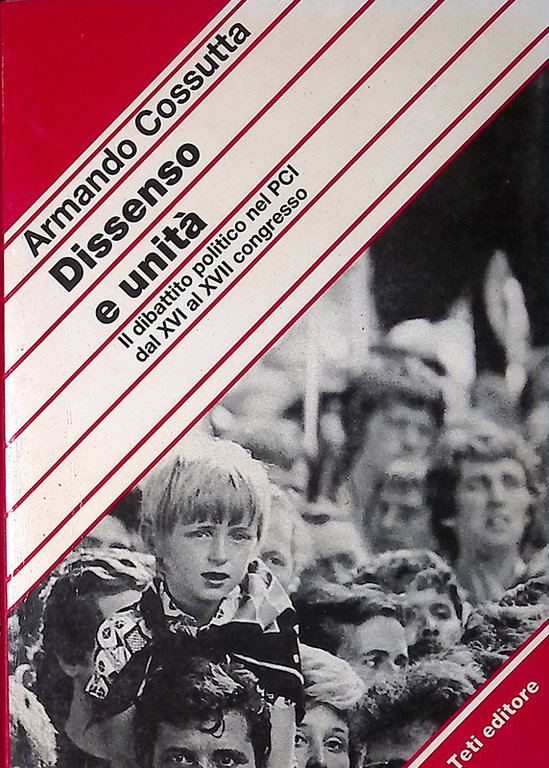 Armando Cossutta
Dissenso
e unità
Il dibattito politico nel PCI
dal XVI al XVII congresso
Teti editore